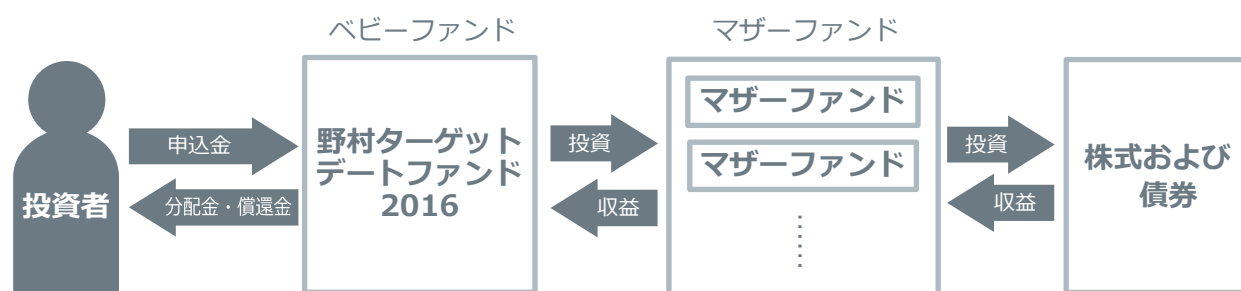 ベビーファンド
マザーファンド
投資者
申込金
分配金・償還金
野村ターゲット
デートファンド
2016
投資
収益
マザーファンド
マザーファンド
投資
収益
株式および
債券